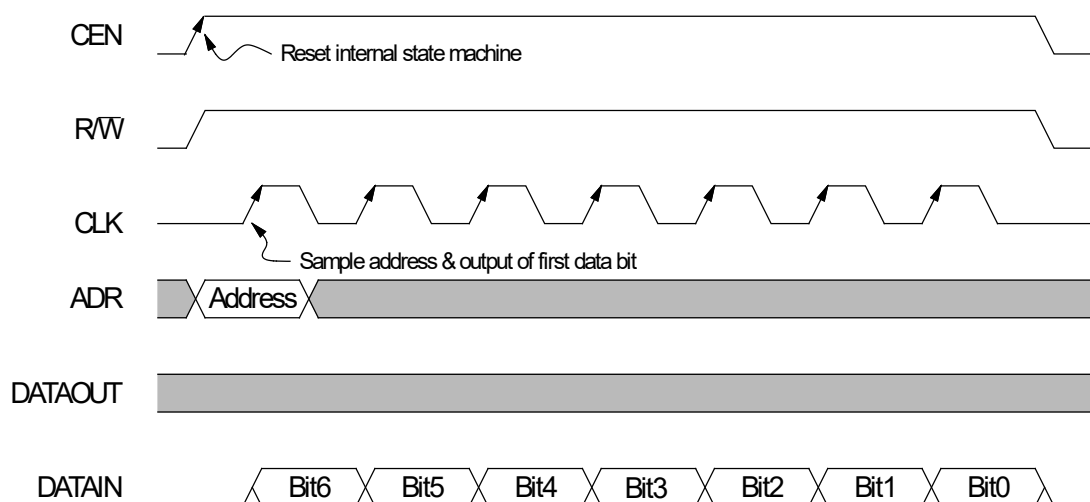 CEN
Reset internal state machine
R/W̅
CLK
Sample address & output of first data bit
ADR
Address
DATAOUT
DATAIN
Bit6 Bit5 Bit4 Bit3 Bit2 Bit1 Bit0